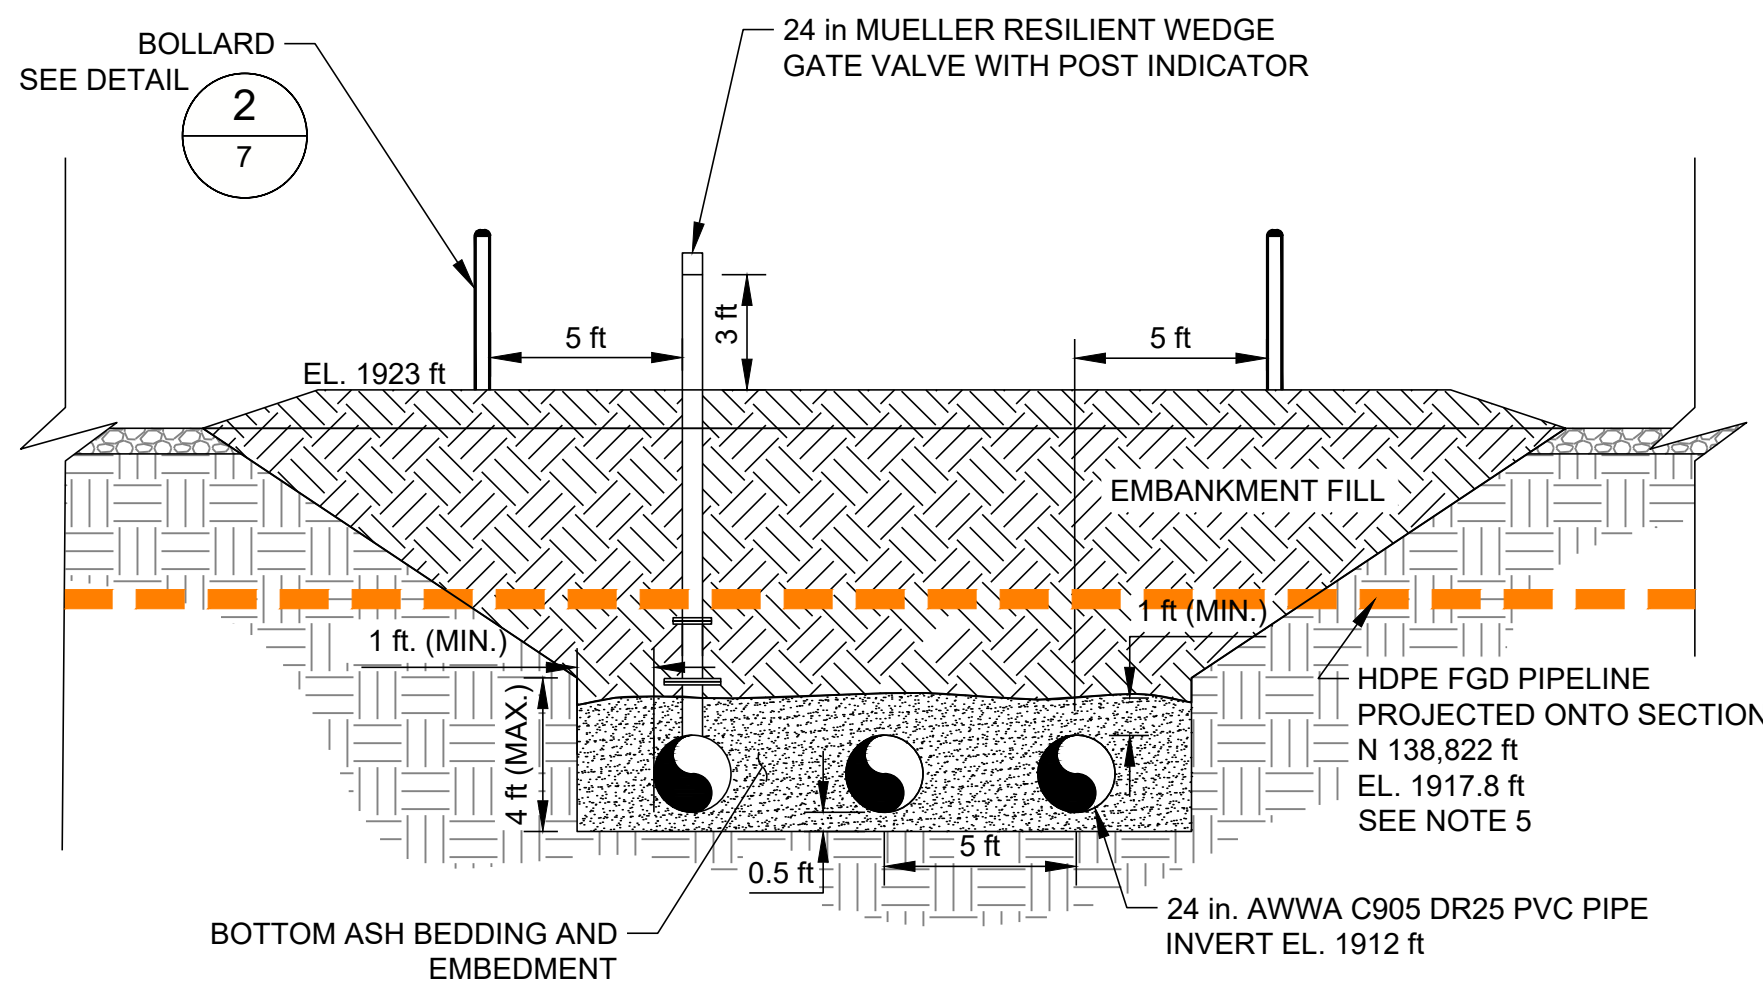 BOLLARD
SEE DETAIL
2
7
24 in MUELLER RESILIENT WEDGE
GATE VALVE WITH POST INDICATOR
3 ft
5 ft
5 ft
EL. 1923 ft
EMBANKMENT FILL
1 ft. (MIN.)
1 ft (MIN.)
4 ft (MAX.)
HDPE FGD PIPELINE
PROJECTED ONTO SECTION
N 138,822 ft
EL. 1917.8 ft
SEE NOTE 5
0.5 ft
5 ft
BOTTOM ASH BEDDING AND
EMBEDMENT
24 in. AWWA C905 DR25 PVC PIPE
INVERT EL. 1912 ft